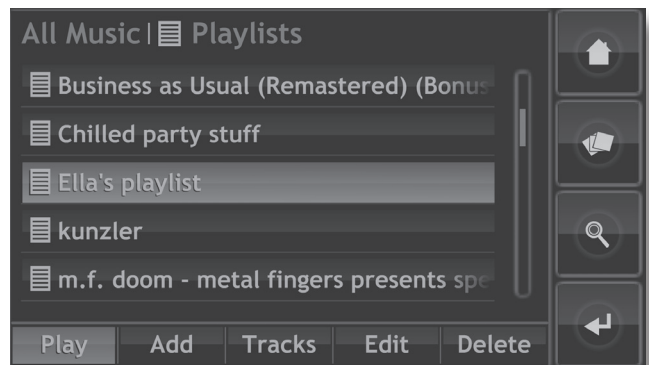 All Music | Playlists
Business as Usual (Remastered) (Bonus
Chilled party stuff
Ella's playlist
kunzler
m.f. doom - metal fingers presents spe
Play Add Tracks Edit Delete